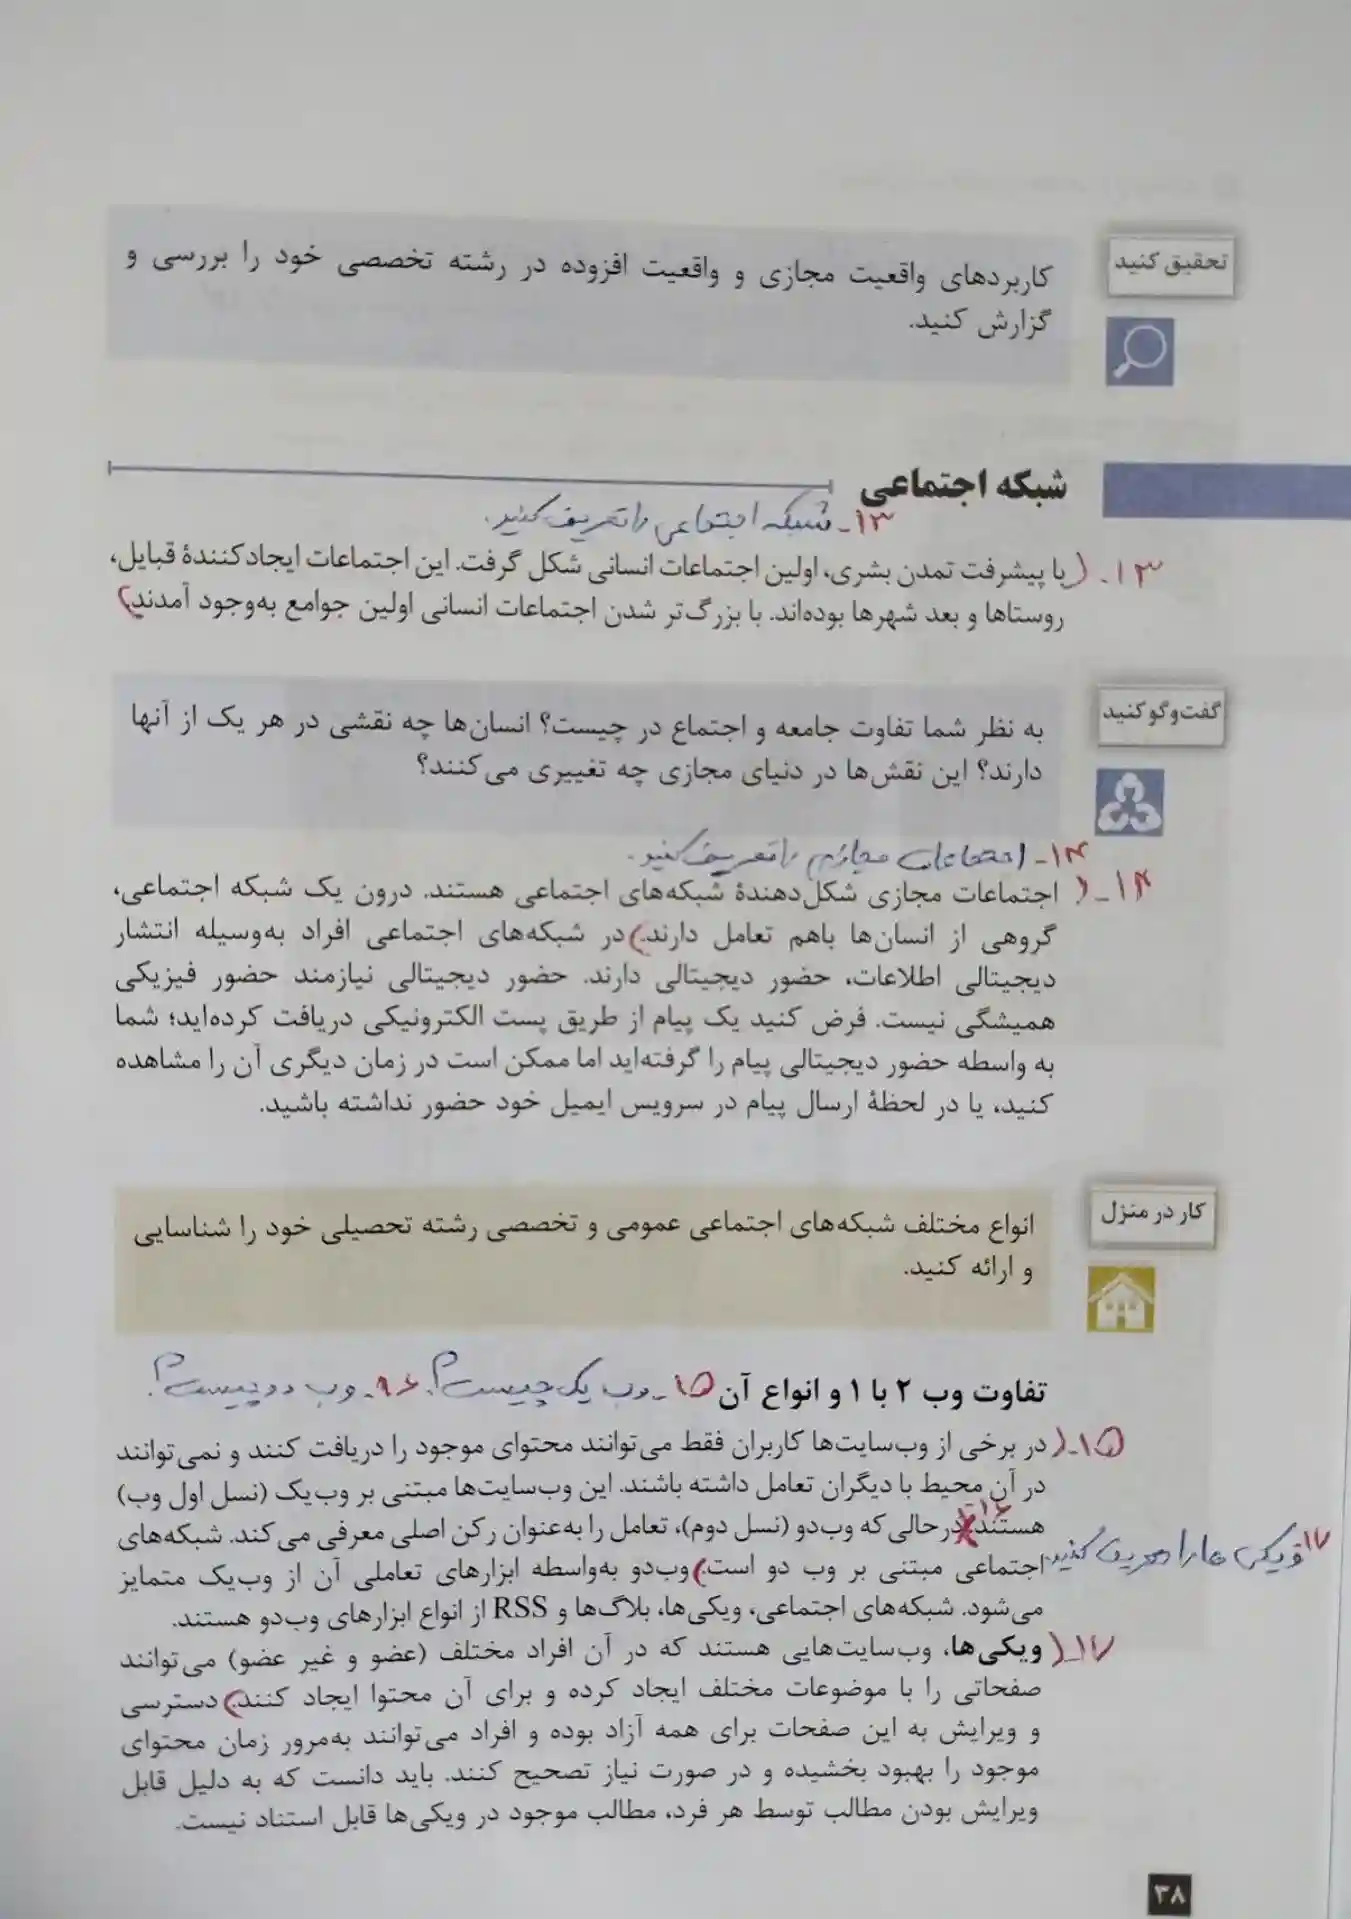 تحقیق کنید
کاربردهای واقعیت مجازی و واقعیت افزوده در رشته تخصصی خود را بررسی و
گزارش کنید.
شبکه اجتماعی
۱۳- شبکه اجتماعی را تعریف کنید.
۱۳- (با پیشرفت تمدن بشری، اولین اجتماعات انسانی شکل گرفت. این اجتماعات ایجادکنندهٔ قبایل،
روستاها و بعد شهرها بوده‌اند. با بزرگ‌تر شدن اجتماعات انسانی اولین جوامع به‌وجود آمدند.)
گفت‌وگو کنید
به نظر شما تفاوت جامعه و اجتماع در چیست؟ انسان‌ها چه نقشی در هر یک از آنها
دارند؟ این نقش‌ها در دنیای مجازی چه تغییری می‌کنند؟
۱۴- اجتماعات مجازی را تعریف کنید.
۱۴- (اجتماعات مجازی شکل‌دهندهٔ شبکه‌های اجتماعی هستند. درون یک شبکه اجتماعی،
گروهی از انسان‌ها باهم تعامل دارند.) در شبکه‌های اجتماعی افراد به‌وسیله انتشار
دیجیتالی اطلاعات، حضور دیجیتالی دارند. حضور دیجیتالی نیازمند حضور فیزیکی
همیشگی نیست. فرض کنید یک پیام از طریق پست الکترونیکی دریافت کرده‌اید؛ شما
به واسطه حضور دیجیتالی پیام را گرفته‌اید اما ممکن است در زمان دیگری آن را مشاهده
کنید، یا در لحظهٔ ارسال پیام در سرویس ایمیل خود حضور نداشته باشید.
کار در منزل
انواع مختلف شبکه‌های اجتماعی عمومی و تخصصی رشته تحصیلی خود را شناسایی
و ارائه کنید.
تفاوت وب ۲ با ۱ و انواع آن ۱۵- وب یک چیست؟ ۱۶- وب دو چیست؟
۱۵- (در برخی از وب‌سایت‌ها کاربران فقط می‌توانند محتوای موجود را دریافت کنند و نمی‌توانند
در آن محیط با دیگران تعامل داشته باشند. این وب‌سایت‌ها مبتنی بر وب‌یک (نسل اول وب)
هستند) ۱۶ (درحالی که وب‌دو (نسل دوم)، تعامل را به‌عنوان رکن اصلی معرفی می‌کند. شبکه‌های
۱۷ ویکی ها را تعریف کنید.
اجتماعی مبتنی بر وب دو است.) وب‌دو به‌واسطه ابزارهای تعاملی آن از وب‌یک متمایز
می‌شود. شبکه‌های اجتماعی، ویکی‌ها، بلاگ‌ها و RSS از انواع ابزارهای وب‌دو هستند.
۱۷- (ویکی‌ها، وب‌سایت‌هایی هستند که در آن افراد مختلف (عضو و غیر عضو) می‌توانند
صفحاتی را با موضوعات مختلف ایجاد کرده و برای آن محتوا ایجاد کنند.) دسترسی
و ویرایش به این صفحات برای همه آزاد بوده و افراد می‌توانند به‌مرور زمان محتوای
موجود را بهبود بخشیده و در صورت نیاز تصحیح کنند. باید دانست که به دلیل قابل
ویرایش بودن مطالب توسط هر فرد، مطالب موجود در ویکی‌ها قابل استناد نیست.
۳۸